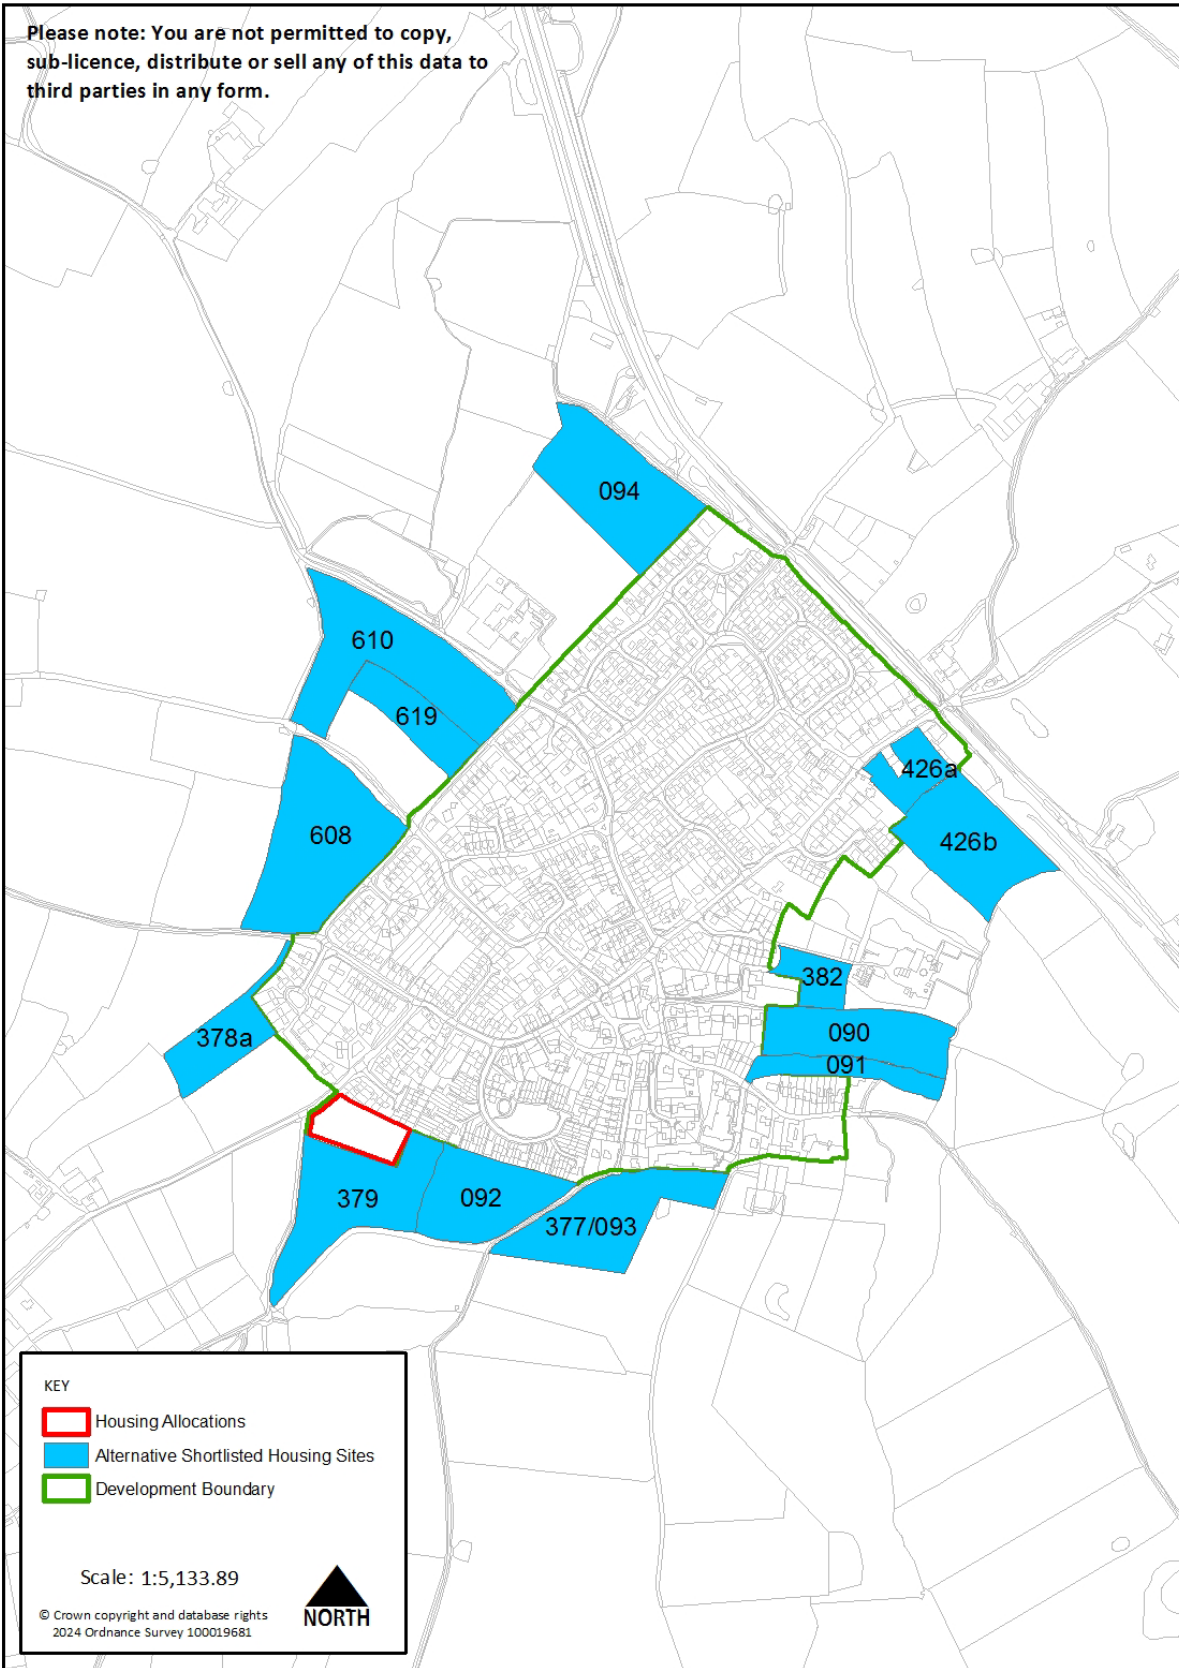 Please note: You are not permitted to copy,
sub-licence, distribute or sell any of this data to
third parties in any form.
094
610
619
426a
608
426b
382
090
378a
091
379
092
377/093
KEY
Housing Allocations
Alternative Shortlisted Housing Sites
Development Boundary
Scale: 1:5,133.89
© Crown copyright and database rights
2024 Ordnance Survey 100019681
NORTH